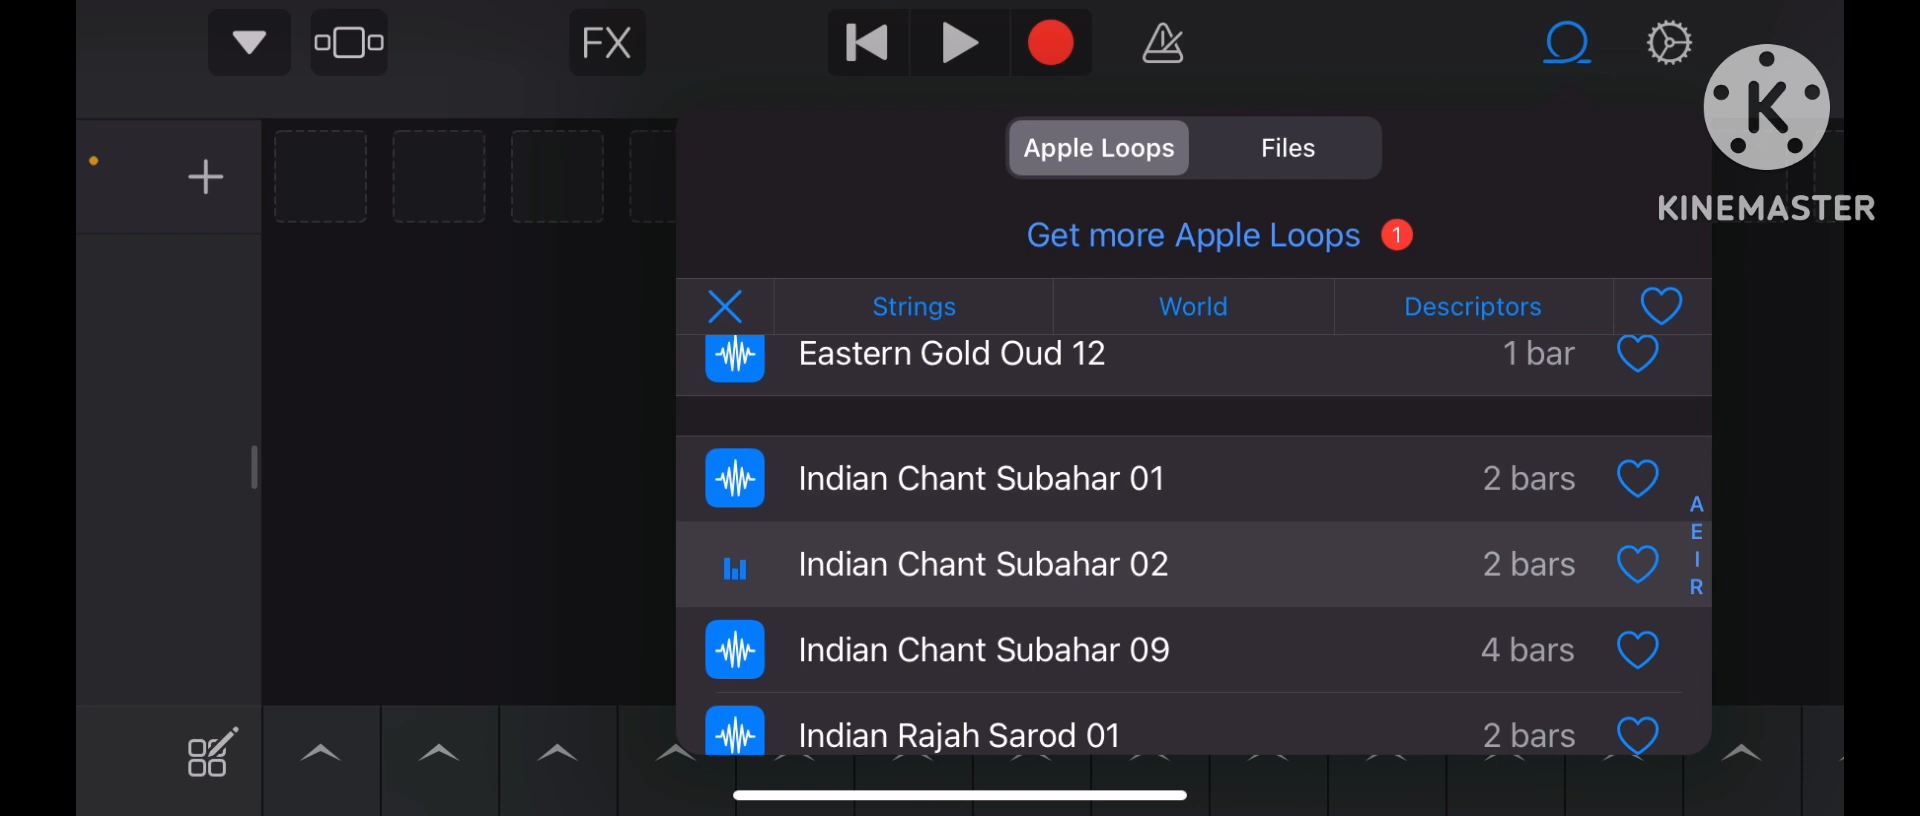 FX
K
KINEMASTER
Apple Loops
Files
Get more Apple Loops 1
Strings
World
Descriptors
Eastern Gold Oud 12 1 bar
Indian Chant Subahar 01 2 bars
Indian Chant Subahar 02 2 bars
Indian Chant Subahar 09 4 bars
Indian Rajah Sarod 01 2 bars
A
E
I
R